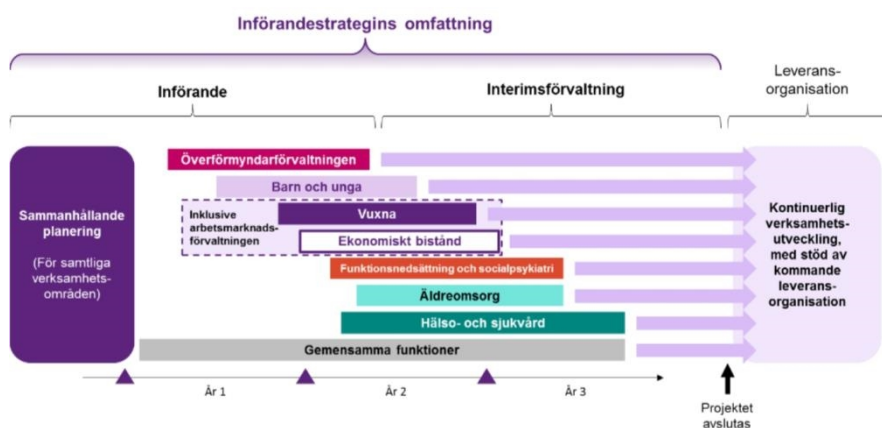 Införandestrategins omfattning
Införande
Interimsförvaltning
Leverans-
organisation
Sammanhållande
planering
(För samtliga
verksamhets-
områden)
Överförmyndarförvaltningen
Barn och unga
Inklusive
arbetsmarknads-
förvaltningen
Vuxna
Ekonomiskt bistånd
Funktionsnedsättning och socialpsykiatri
Äldreomsorg
Hälso- och sjukvård
Gemensamma funktioner
Kontinuerlig
verksamhets-
utveckling,
med stöd av
kommande
leverans-
organisation
År 1
År 2
År 3
Projektet
avslutas